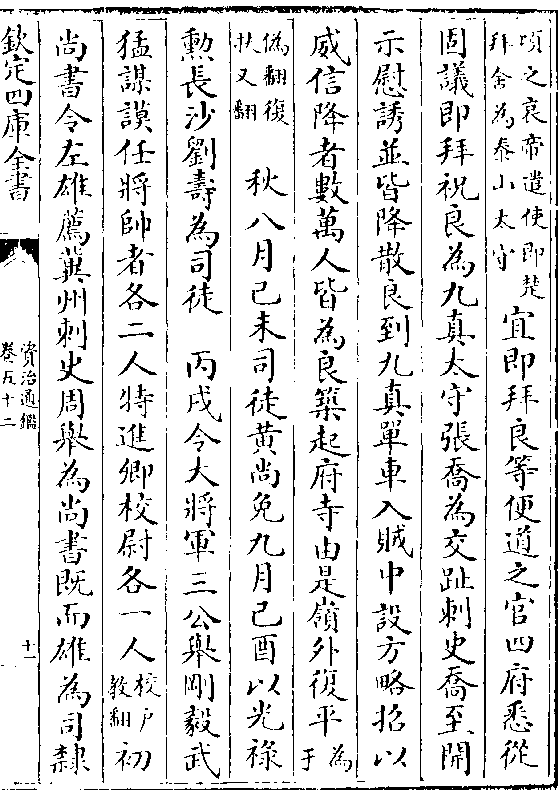 項之哀帝遣使即楚
拜舍為泰山太守
宜即拜良等便道之官四府悉從
固議即拜祝良為九真太守張喬為交趾刺史喬至開
示慰誘並皆降散良到九真單車入賊中設方略招以
威信降者數萬人皆為良築起府寺由是嶺外復平
為
于
偽翻復
扶又翻
秋八月己未司徒黄尚免九月己酉以光禄
勲長沙劉壽為司徒　丙戌令大將軍三公舉剛毅武
猛謀謨任將帥者各二人特進卿校尉各一人
校户
教翻
初
尚書令左雄薦冀州刺史周舉為尚書既而雄為司隸
欽定四庫全書
資治通鑑
卷五十二
十一